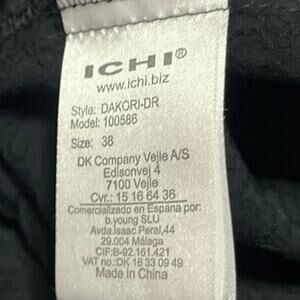 ICHI®
www.ichi.biz
Style: DAKORI-DR
Model: 100586
Size: 38
DK Company Vejle A/S
Edisonvej 4
7100 Vejle
Cvr.: 15 16 64 36
Comercializado en Espana por:
b.young SLU
Avda.Isaac Peral,44
29.004 Málaga
CIF:B-92.161.421
VAT no.:DK 16 33 09 49
Made in China